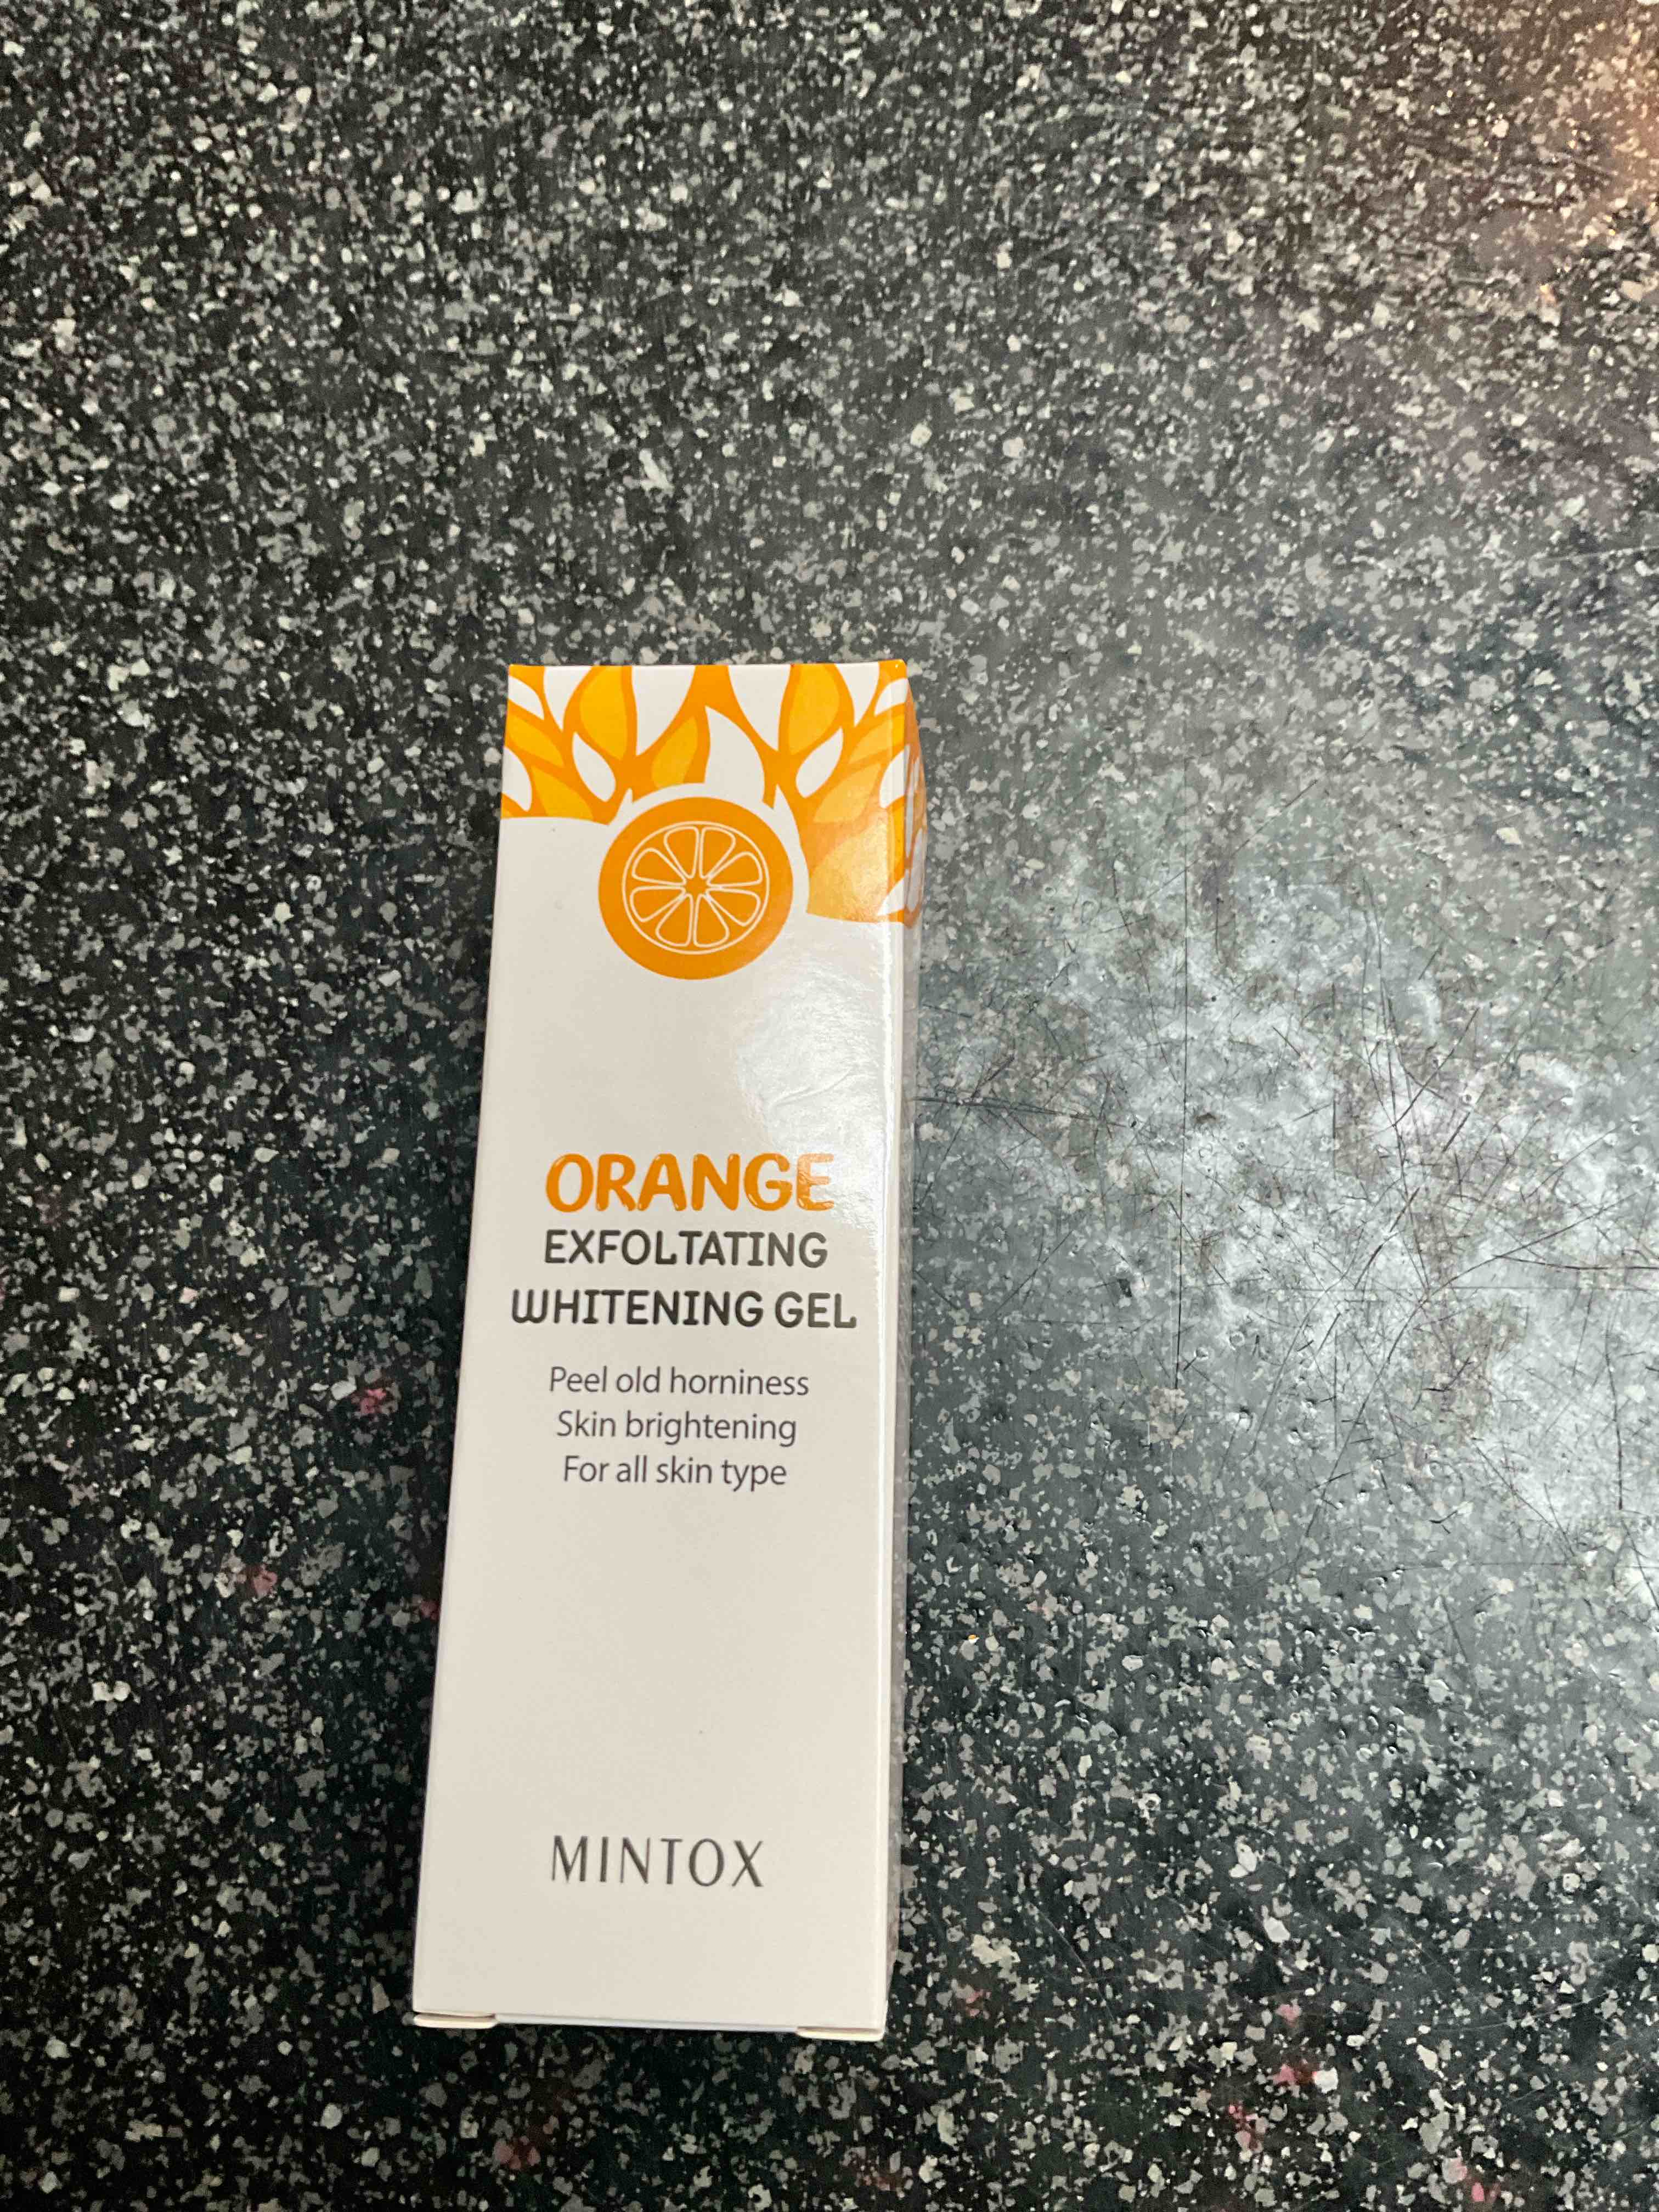 ORANGE
EXFOLTATING
WHITENING GEL
Peel old horniness
Skin brightening
For all skin type
MINTOX